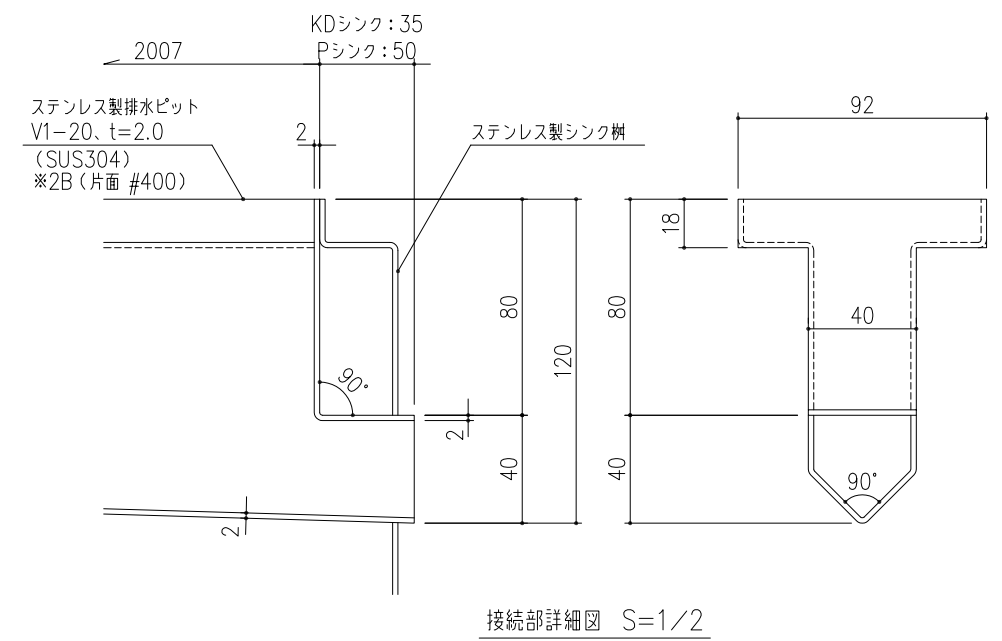 KDシンク：35
Pシンク：50
2007
ステンレス製排水ピット
V1-20、t=2.0
（SUS304）
※2B（片面 #400）
2
ステンレス製シンク桝
92
18
80
80
40
120
90°
2
40
40
90°
2
接続部詳細図 S=1/2